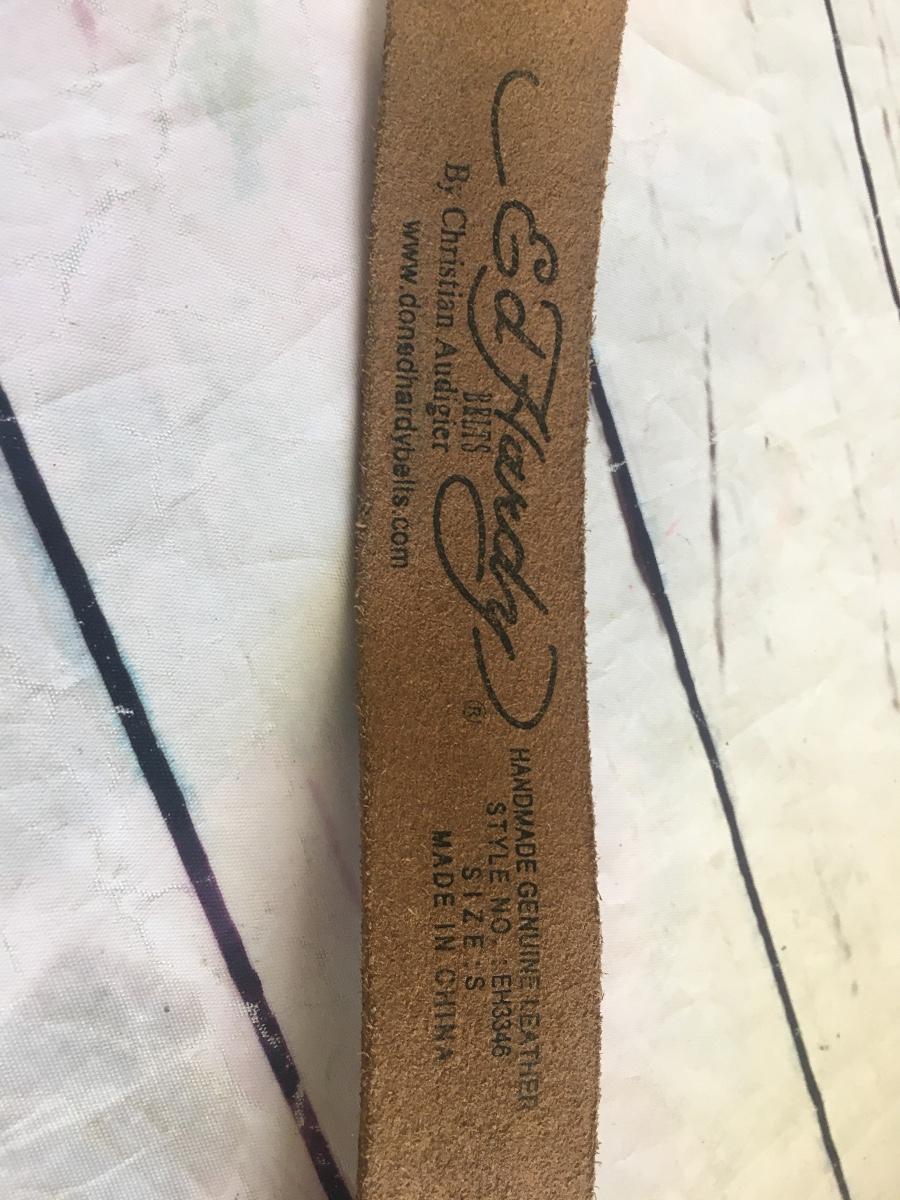 Ed Hardy
BELTS
By Christian Audigier
www.donedhardybelts.com
®
HANDMADE GENUINE LEATHER
STYLE NO. : EH3346
SIZE : S
MADE IN CHINA